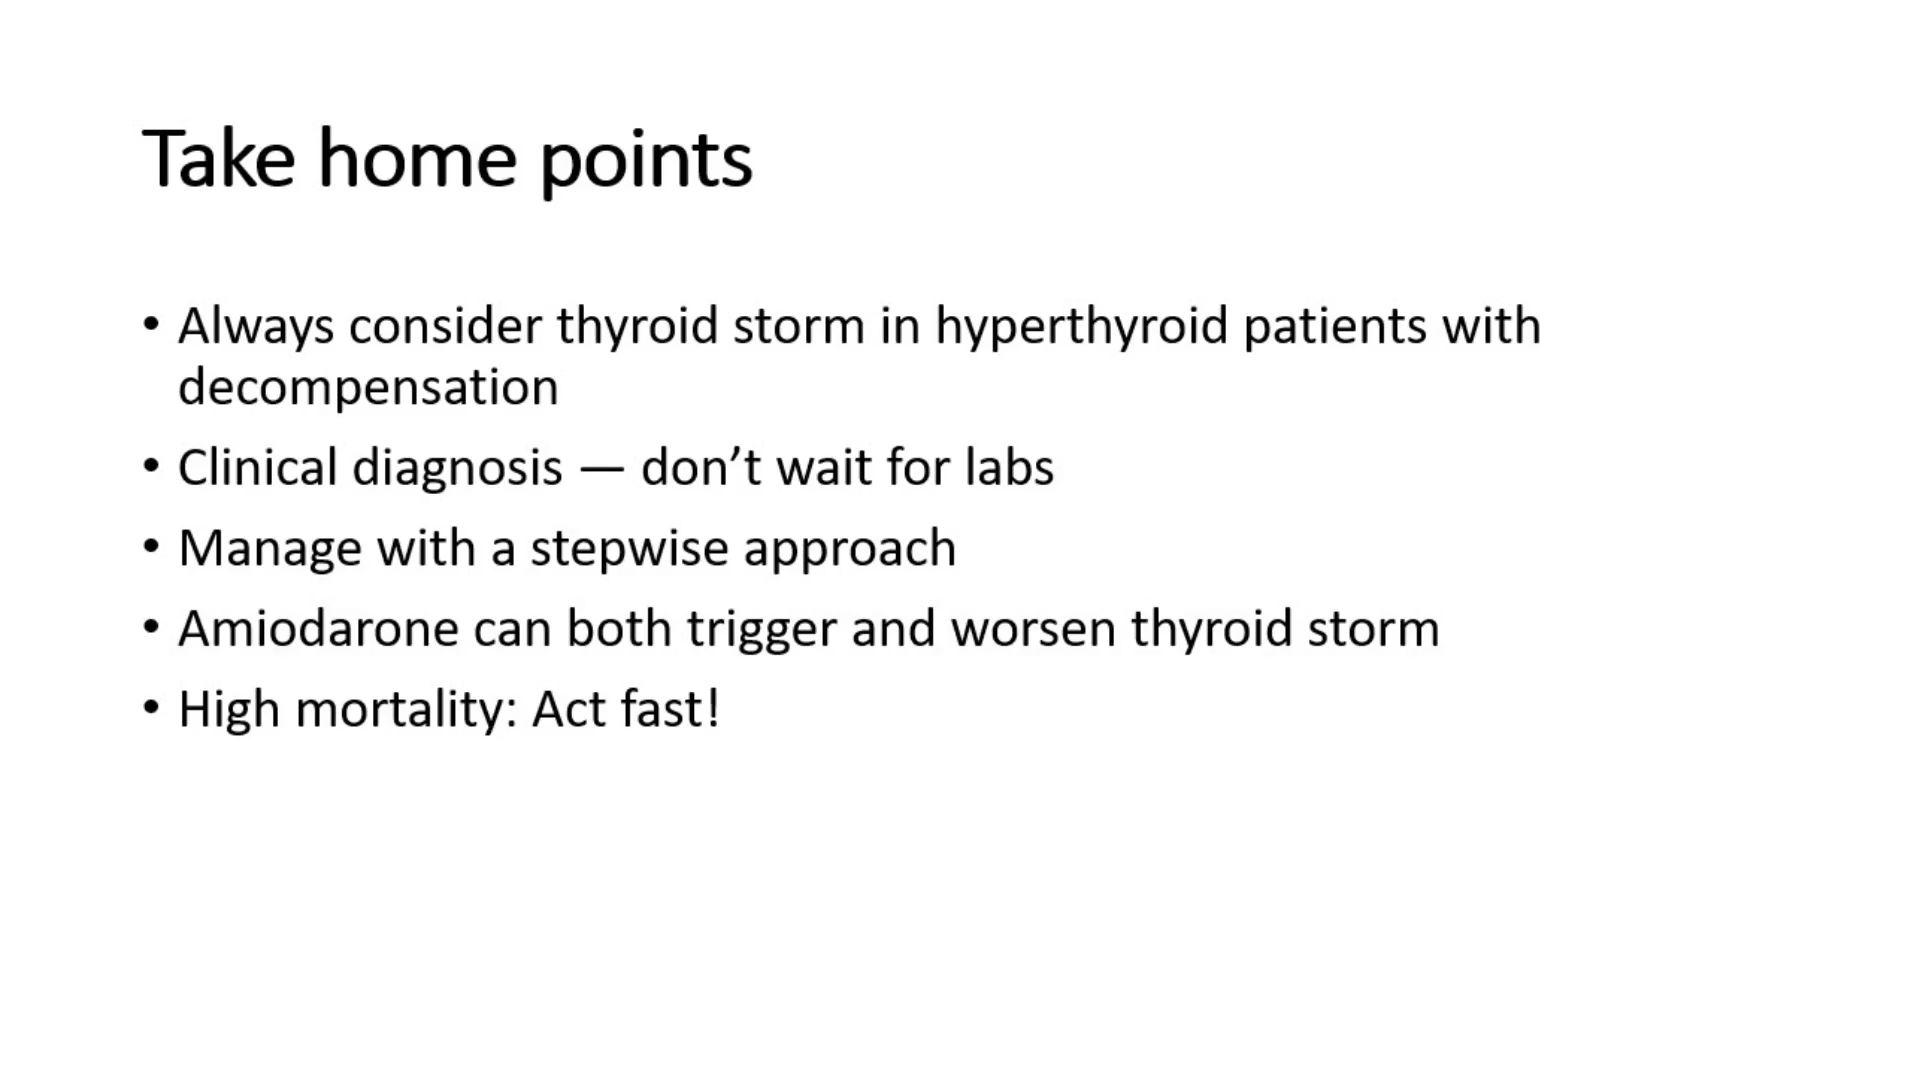 Take home points
• Always consider thyroid storm in hyperthyroid patients with
decompensation
• Clinical diagnosis — don’t wait for labs
• Manage with a stepwise approach
• Amiodarone can both trigger and worsen thyroid storm
• High mortality: Act fast!